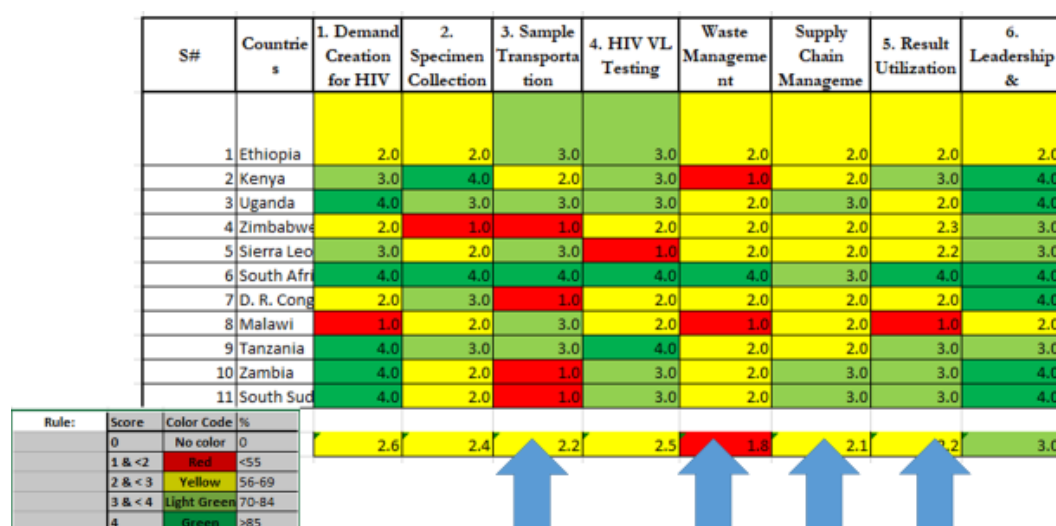 S# Countries 1. Demand Creation for HIV 2. Specimen Collection 3. Sample Transportation 4. HIV VL Testing Waste Management Supply Chain Manageme 5. Result Utilization 6. Leadership &
1 Ethiopia 2.0 2.0 3.0 3.0 2.0 2.0 2.0 2.0
2 Kenya 3.0 4.0 2.0 3.0 1.0 2.0 3.0 4.0
3 Uganda 4.0 3.0 3.0 3.0 2.0 2.0 3.0 4.0
4 Zimbabwe 2.0 1.0 1.0 2.0 2.0 2.0 2.3 3.0
5 Sierra Leo 3.0 2.0 3.0 1.0 2.0 2.0 2.2 3.0
6 South Afri 4.0 4.0 4.0 4.0 4.0 3.0 4.0 4.0
7 D. R. Cong 2.0 3.0 1.0 2.0 2.0 2.0 2.0 4.0
8 Malawi 1.0 2.0 3.0 2.0 1.0 2.0 1.0 2.0
9 Tanzania 4.0 3.0 3.0 4.0 2.0 2.0 3.0 3.0
10 Zambia 4.0 2.0 1.0 3.0 2.0 3.0 3.0 4.0
11 South Sud 4.0 2.0 1.0 3.0 2.0 3.0 3.0 4.0
2.6 2.4 2.2 2.5 1.8 2.1 2.2 3.0
Rule: Score Color Code %
0 No color 0
1 & <2 Red <55
2 & < 3 Yellow 56-69
3 & < 4 Light Green 70-84
4 Green >85